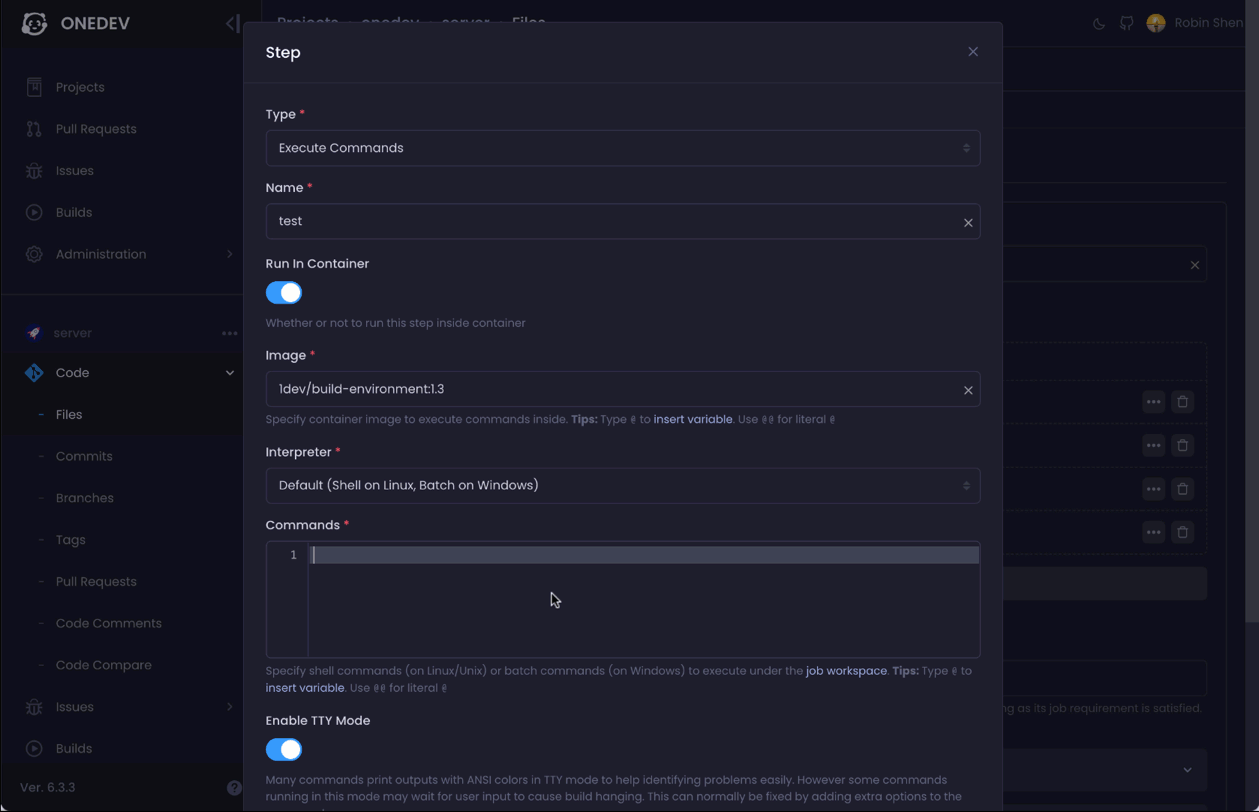 ONEDEV
Projects onedev server Files
Robin Shen
Projects
Pull Requests
Issues
Builds
Administration
server
Code
Files
Commits
Branches
Tags
Pull Requests
Code Comments
Code Compare
Issues
Builds
Ver. 6.3.3
?
Step
Type *
Execute Commands
Name *
test
Run In Container
Whether or not to run this step inside container
Image *
1dev/build-environment:1.3
Specify container image to execute commands inside. Tips: Type @ to insert variable. Use @@ for literal @
Interpreter *
Default (Shell on Linux, Batch on Windows)
Commands *
1
Specify shell commands (on Linux/Unix) or batch commands (on Windows) to execute under the job workspace. Tips: Type @ to
insert variable. Use @@ for literal @
Enable TTY Mode
Many commands print outputs with ANSI colors in TTY mode to help identifying problems easily. However some commands
running in this mode may wait for user input to cause build hanging. This can normally be fixed by adding extra options to the
as its job requirement is satisfied.